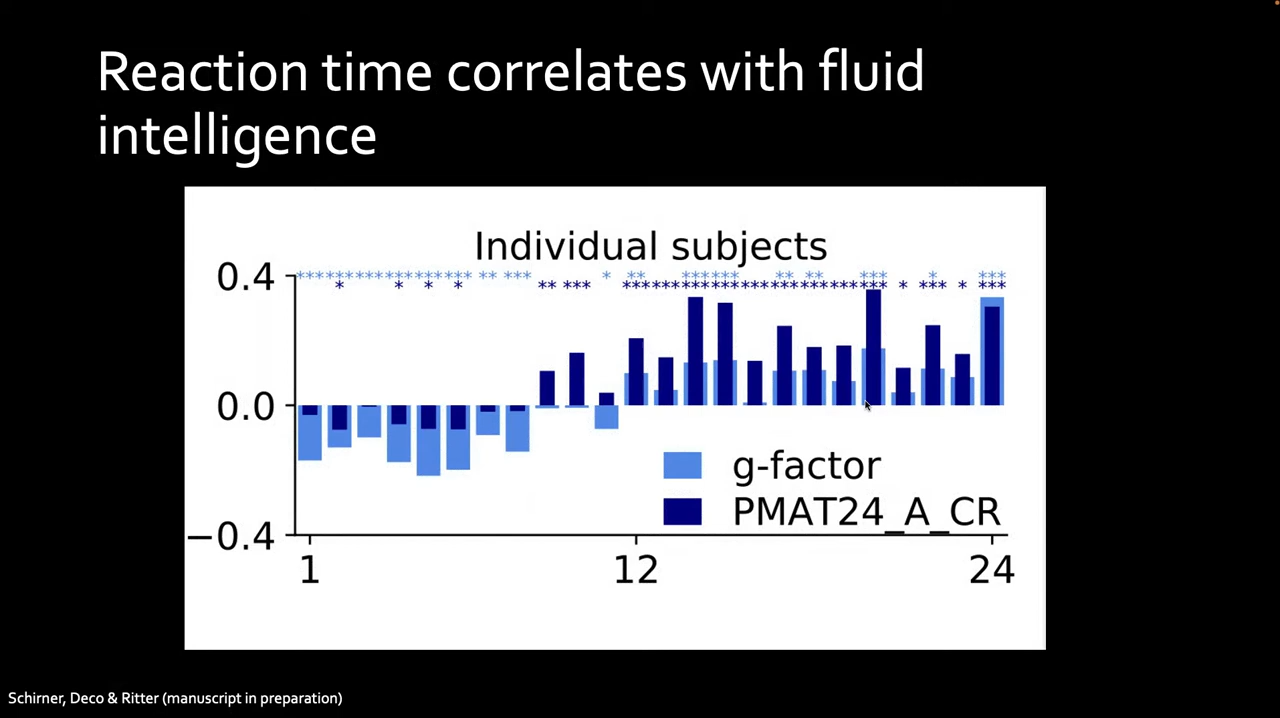 Reaction time correlates with fluid
intelligence
Individual subjects
0.4
0.0
−0.4
g-factor
PMAT24_A_CR
1 12 24
Schirner, Deco & Ritter (manuscript in preparation)